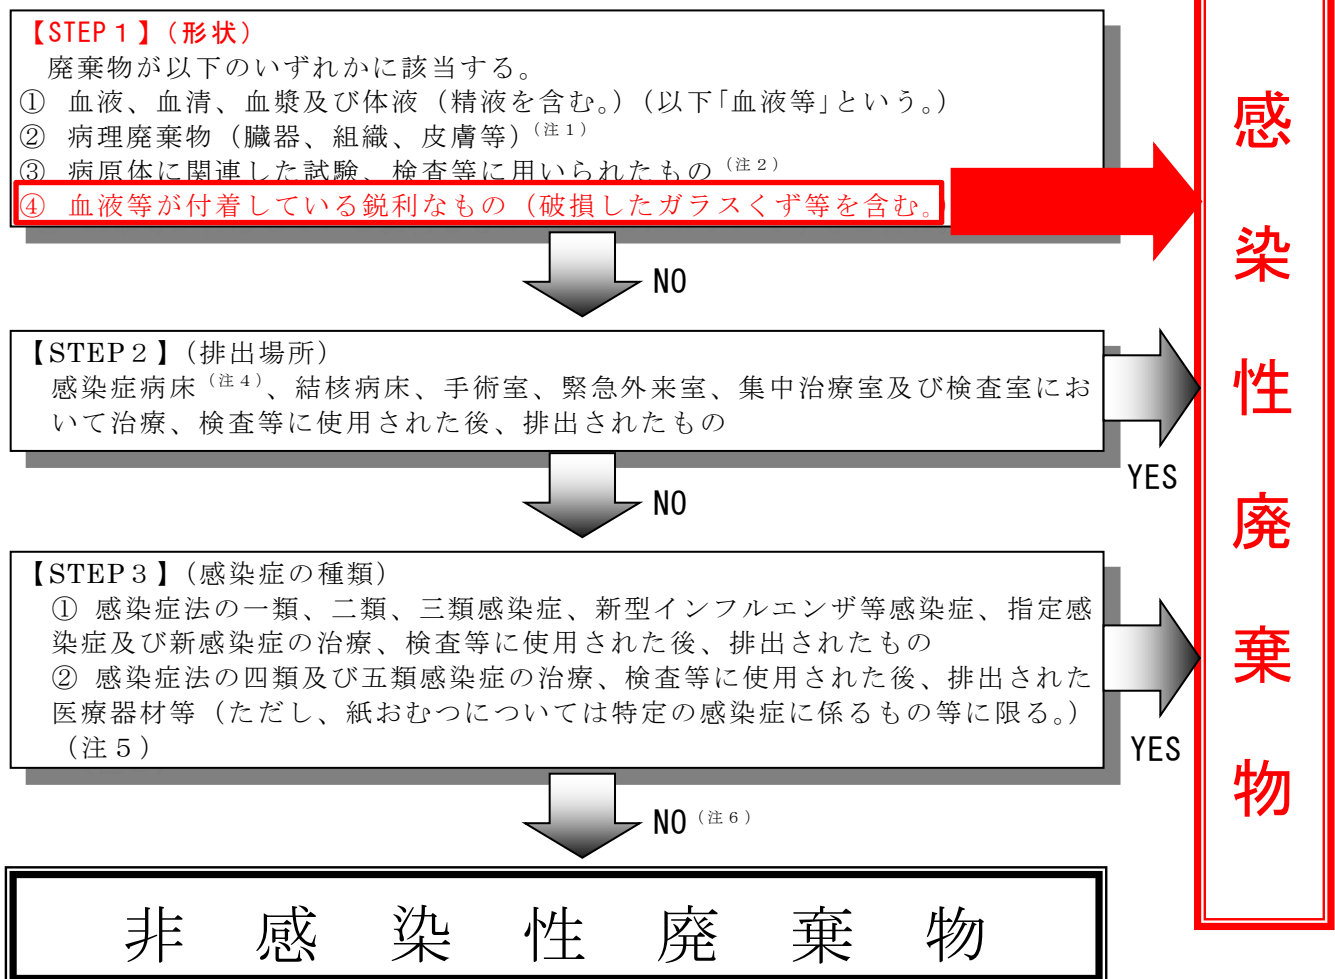 【STEP１】(形状)
廃棄物が以下のいずれかに該当する。
① 血液、血清、血漿及び体液（精液を含む。）（以下「血液等」という。）
② 病理廃棄物（臓器、組織、皮膚等）（注１）
③ 病原体に関連した試験、検査等に用いられたもの（注２）
④ 血液等が付着している鋭利なもの（破損したガラスくず等を含む。
NO
【STEP２】(排出場所)
感染症病床（注４）、結核病床、手術室、緊急外来室、集中治療室及び検査室にお
いて治療、検査等に使用された後、排出されたもの
YES
NO
【STEP３】(感染症の種類)
① 感染症法の一類、二類、三類感染症、新型インフルエンザ等感染症、指定感
染症及び新感染症の治療、検査等に使用された後、排出されたもの
② 感染症法の四類及び五類感染症の治療、検査等に使用された後、排出された
医療器材等（ただし、紙おむつについては特定の感染症に係るもの等に限る。）
（注５）
YES
NO（注６）
非感染性廃棄物
感染性廃棄物